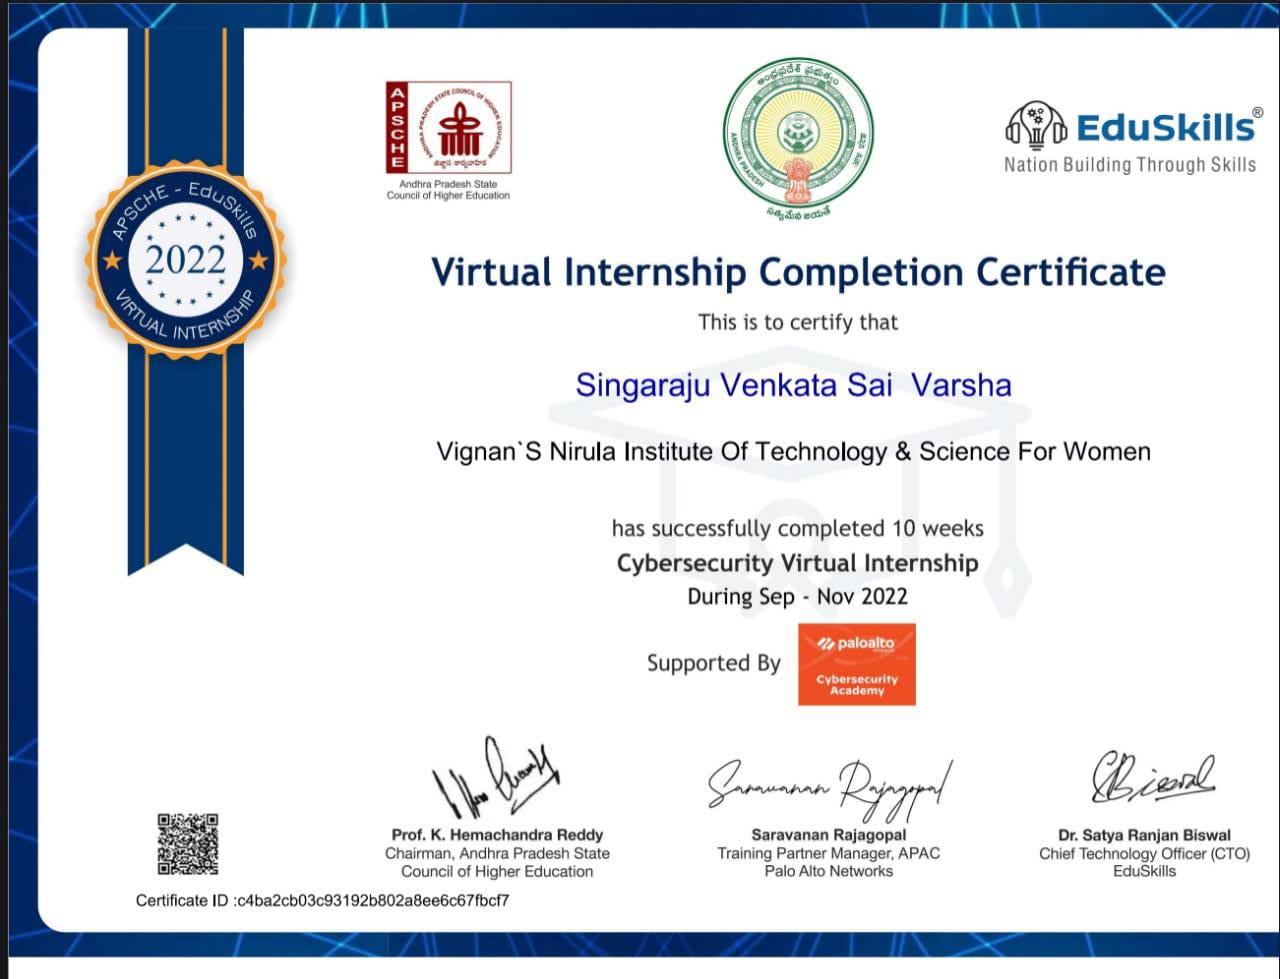 APSCHE
ANDHRA PRADESH STATE COUNCIL OF HIGHER EDUCATION
Andhra Pradesh State
Council of Higher Education
ఆంధ్రప్రదేశ్ ప్రభుత్వం
ANDHRA PRADESH
సత్యమేవ జయతే
EduSkills®
Nation Building Through Skills
APSCHE - EduSkills
2022
VIRTUAL INTERNSHIP
Virtual Internship Completion Certificate
This is to certify that
Singaraju Venkata Sai  Varsha
Vignan`S Nirula Institute Of Technology & Science For Women
has successfully completed 10 weeks
Cybersecurity Virtual Internship
During Sep - Nov 2022
Supported By
paloalto
Cybersecurity
Academy
Saravanan Rajagopal
Prof. K. Hemachandra Reddy
Chairman, Andhra Pradesh State
Council of Higher Education
Saravanan Rajagopal
Training Partner Manager, APAC
Palo Alto Networks
Dr. Satya Ranjan Biswal
Chief Technology Officer (CTO)
EduSkills
Certificate ID :c4ba2cb03c93192b802a8ee6c67fbcf7